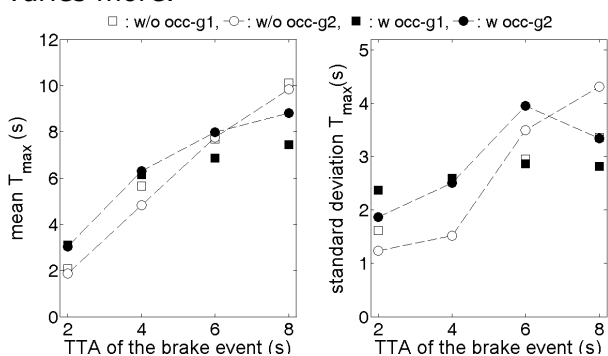 varies more.
□ : w/o occ-g1, ○ : w/o occ-g2, ■ : w occ-g1, ● : w occ-g2
12
10
8
6
4
2
0
mean T_max (s)
2 4 6 8
TTA of the brake event (s)
5
4
3
2
1
0
standard deviation T_max(s)
2 4 6 8
TTA of the brake event (s)